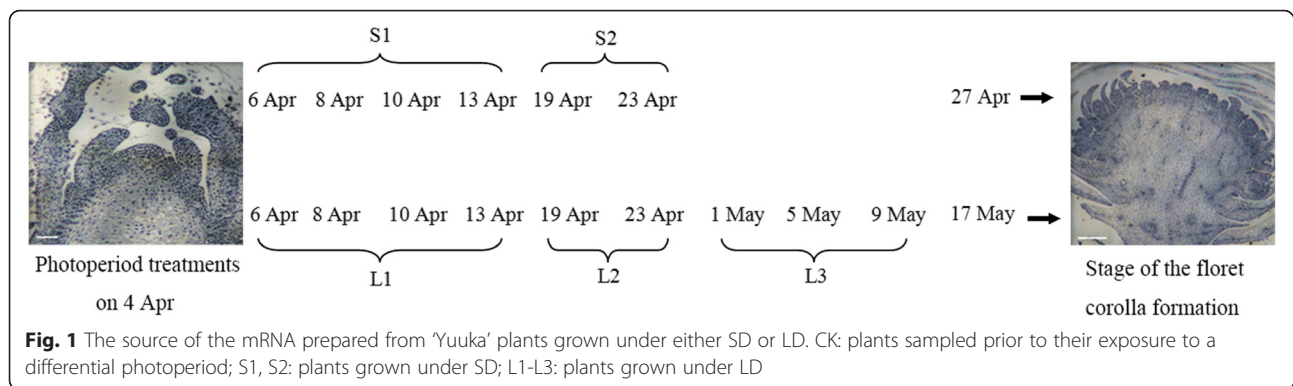 S1 S2
6 Apr 8 Apr 10 Apr 13 Apr 19 Apr 23 Apr 27 Apr
6 Apr 8 Apr 10 Apr 13 Apr 19 Apr 23 Apr 1 May 5 May 9 May 17 May
L1 L2 L3
Photoperiod treatments
on 4 Apr
Stage of the floret
corolla formation
Fig. 1 The source of the mRNA prepared from ‘Yuuka’ plants grown under either SD or LD. CK: plants sampled prior to their exposure to a
differential photoperiod; S1, S2: plants grown under SD; L1-L3: plants grown under LD